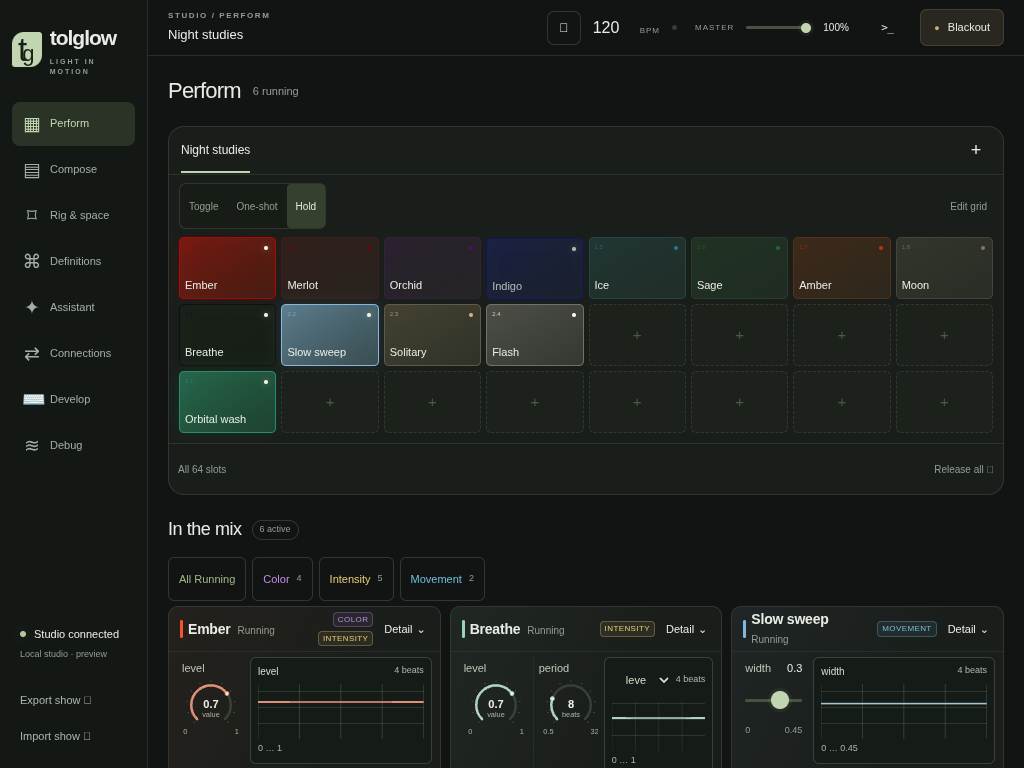 tolglow
LIGHT IN MOTION
STUDIO / PERFORM
Night studies
120 BPM
MASTER 100%
>_
Blackout
Perform
Compose
Rig & space
Definitions
Assistant
Connections
Develop
Debug
Studio connected
Local studio · preview
Export show
Import show
Perform 6 running
Night studies +
Toggle One-shot Hold
Edit grid
Ember Merlot Orchid Indigo Ice Sage Amber Moon
2.2 2.3 2.4
Breathe Slow sweep Solitary Flash + + + +
Orbital wash + + + + + + +
All 64 slots
Release all
In the mix 6 active
All Running Color 4 Intensity 5 Movement 2
Ember Running COLOR INTENSITY Detail
level 0.7 value 0 1
level 4 beats
0 … 1
Breathe Running INTENSITY Detail
level 0.7 value 0 1
period 8 beats 0.5 32
leve 4 beats
0 … 1
Slow sweep Running MOVEMENT Detail
width 0.3
0 0.45
width 4 beats
0 … 0.45